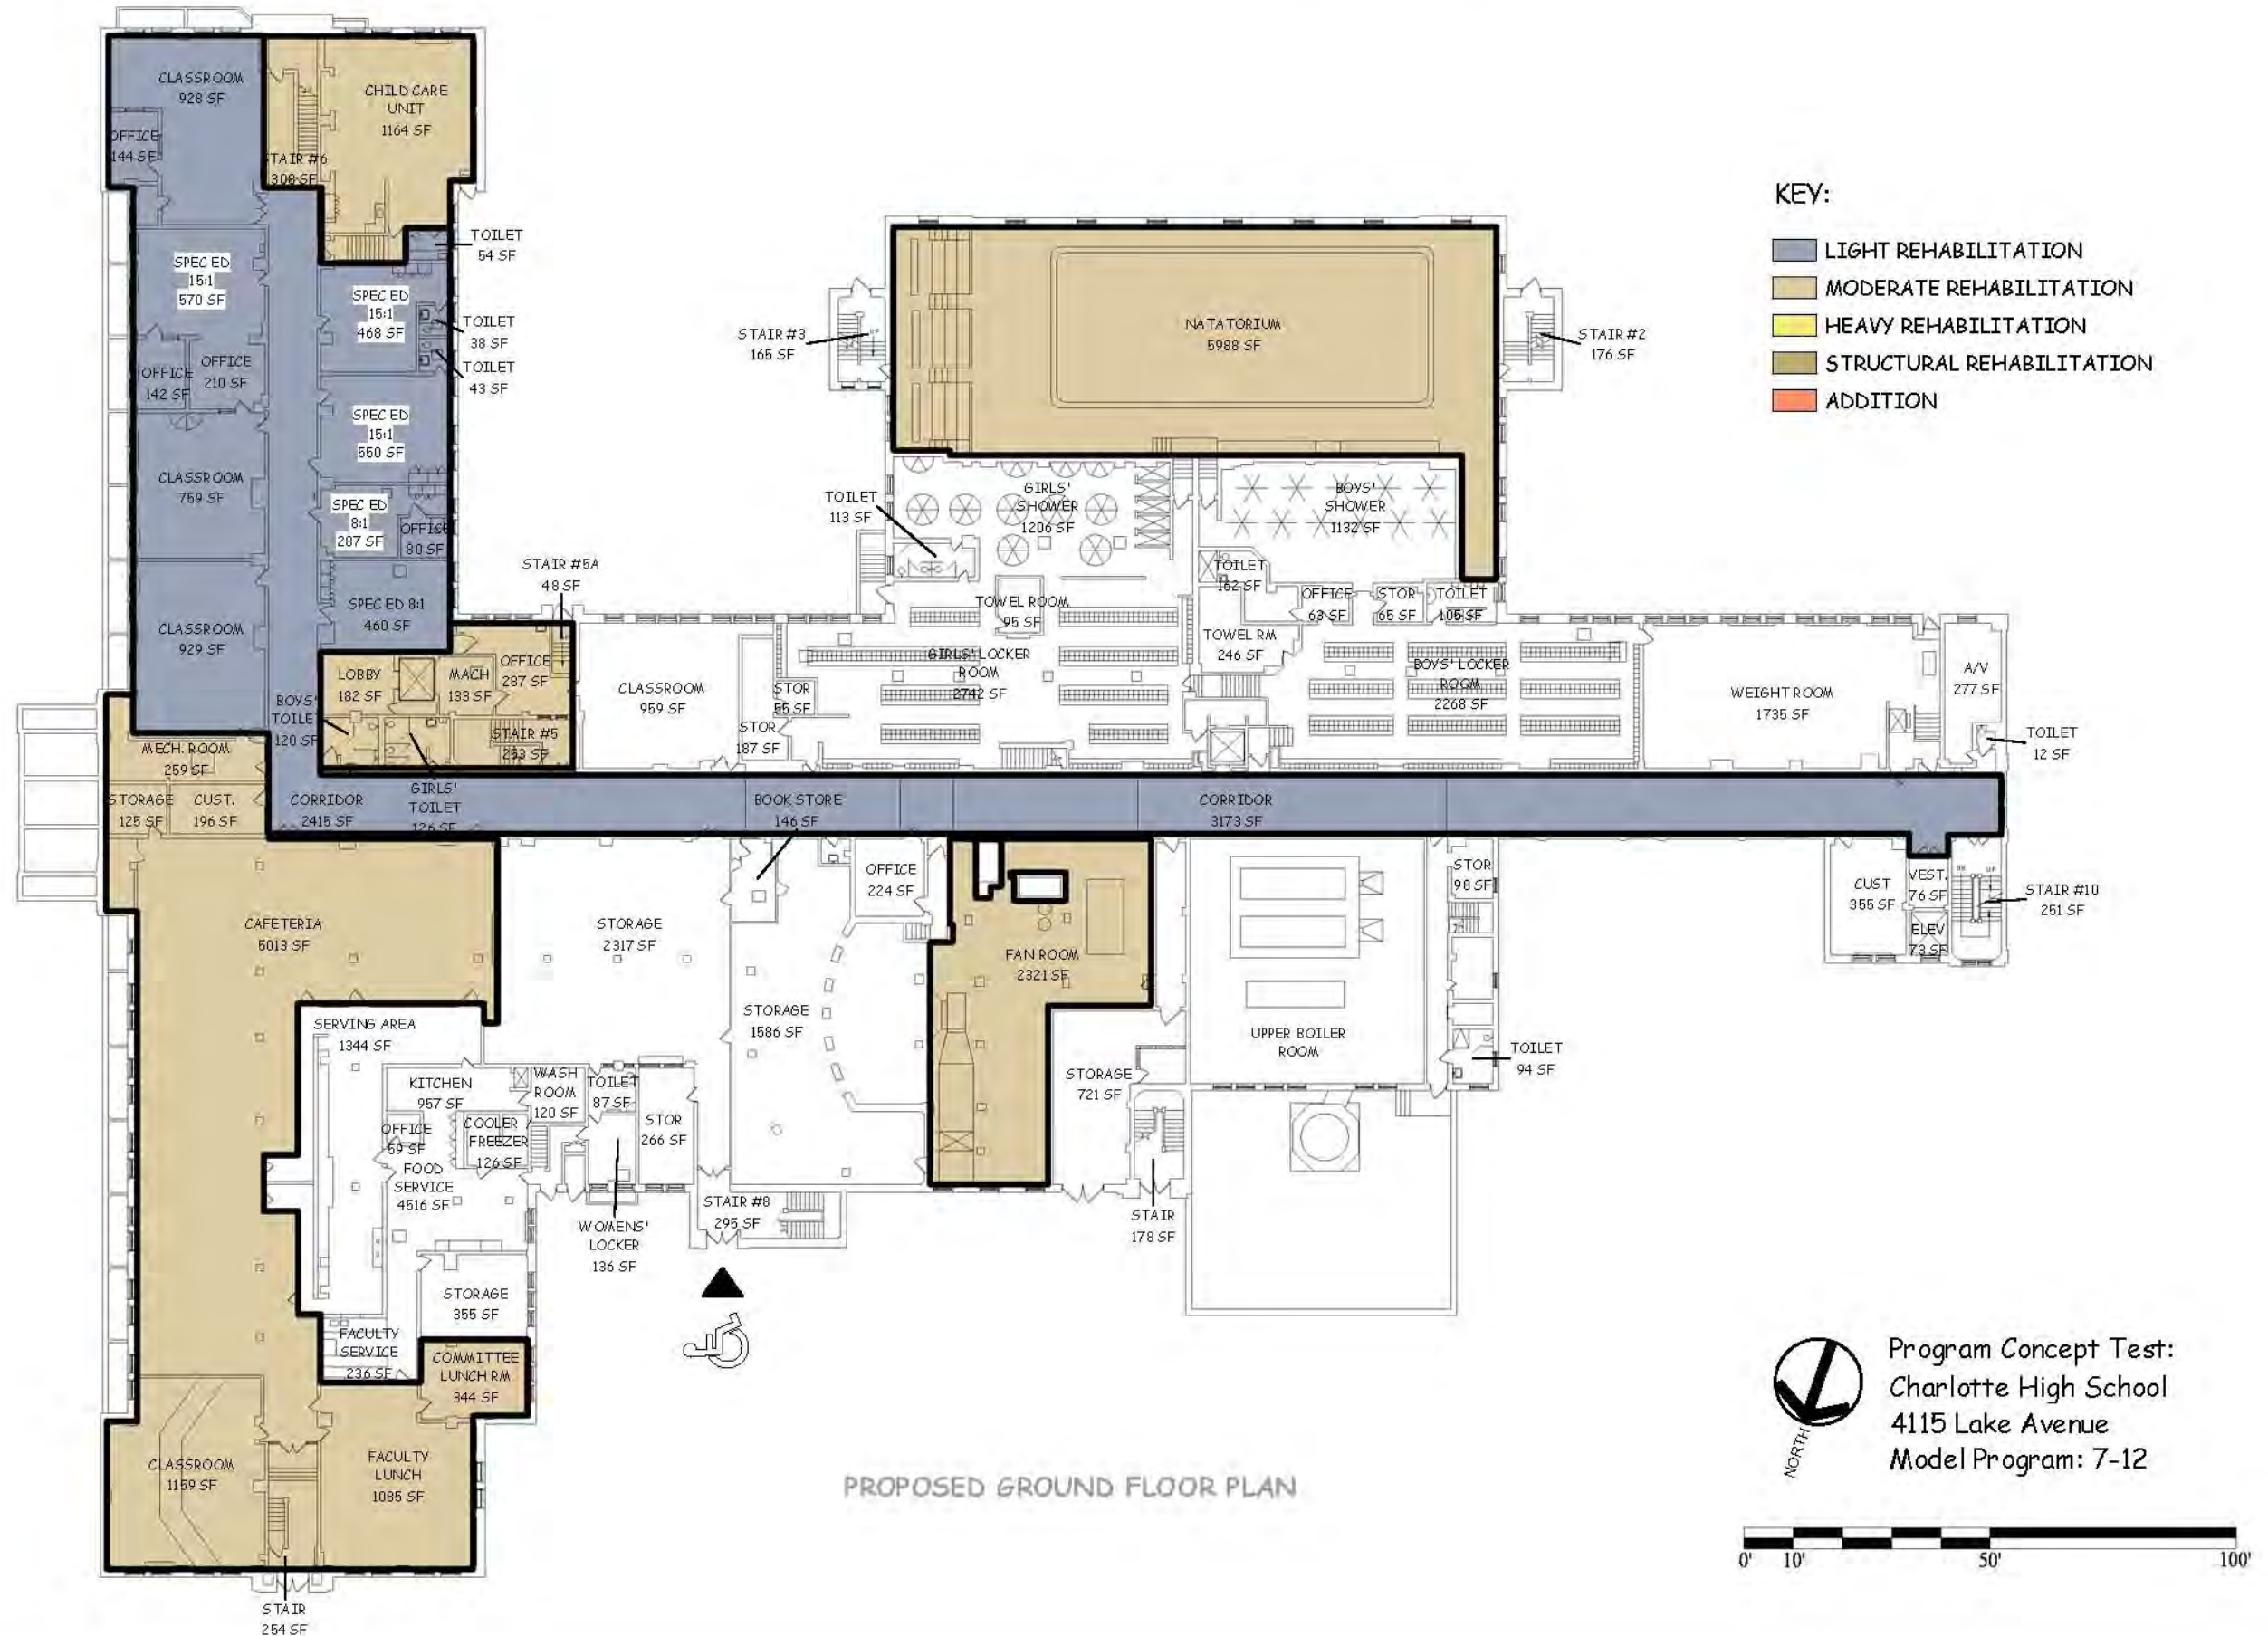 CLASSROOM
928 SF
OFFICE
144 SF
STAIR #6
308 SF
CHILD CARE
UNIT
1164 SF
TOILET
54 SF
SPEC ED
15:1
570 SF
SPEC ED
15:1
468 SF
TOILET
38 SF
TOILET
43 SF
OFFICE
142 SF
OFFICE
210 SF
SPEC ED
15:1
550 SF
CLASSROOM
759 SF
SPEC ED
8:1
287 SF
OFFICE
80 SF
SPEC ED 8:1
460 SF
CLASSROOM
929 SF
STAIR #5A
48 SF
LOBBY
182 SF
MACH
133 SF
OFFICE
287 SF
BOYS'
TOILET
120 SF
STAIR #5
253 SF
MECH. ROOM
259 SF
STORAGE
125 SF
CUST.
196 SF
CORRIDOR
2415 SF
GIRLS'
TOILET
126 SF
BOOK STORE
146 SF
CORRIDOR
3173 SF
STAIR #3
165 SF
NATATORIUM
5988 SF
STAIR #2
176 SF
TOILET
113 SF
GIRLS'
SHOWER
1206 SF
BOYS'
SHOWER
1132 SF
TOILET
162 SF
TOWEL ROOM
95 SF
OFFICE
63 SF
STOR
65 SF
TOILET
105 SF
TOWEL RM
246 SF
GIRLS' LOCKER
ROOM
2742 SF
BOYS' LOCKER
ROOM
2268 SF
CLASSROOM
959 SF
STOR
55 SF
STOR
187 SF
WEIGHT ROOM
1735 SF
A/V
277 SF
TOILET
12 SF
CAFETERIA
5013 SF
STORAGE
2317 SF
OFFICE
224 SF
STORAGE
1586 SF
FAN ROOM
2321 SF
UP
STOR
98 SF
CUST
355 SF
VEST.
76 SF
ELEV
73 SF
STAIR #10
251 SF
UPPER BOILER
ROOM
TOILET
94 SF
STORAGE
721 SF
STAIR
178 SF
SERVING AREA
1344 SF
KITCHEN
957 SF
WASH
ROOM
120 SF
TOILET
87 SF
STOR
266 SF
OFFICE
59 SF
COOLER /
FREEZER
126 SF
FOOD
SERVICE
4516 SF
WOMENS'
LOCKER
136 SF
STAIR #8
295 SF
STORAGE
355 SF
FACULTY
SERVICE
236 SF
COMMITTEE
LUNCH RM
344 SF
CLASSROOM
1159 SF
FACULTY
LUNCH
1085 SF
STAIR
254 SF
PROPOSED GROUND FLOOR PLAN
KEY:
LIGHT REHABILITATION
MODERATE REHABILITATION
HEAVY REHABILITATION
STRUCTURAL REHABILITATION
ADDITION
NORTH
Program Concept Test:
Charlotte High School
4115 Lake Avenue
Model Program: 7-12
0' 10' 50' 100'